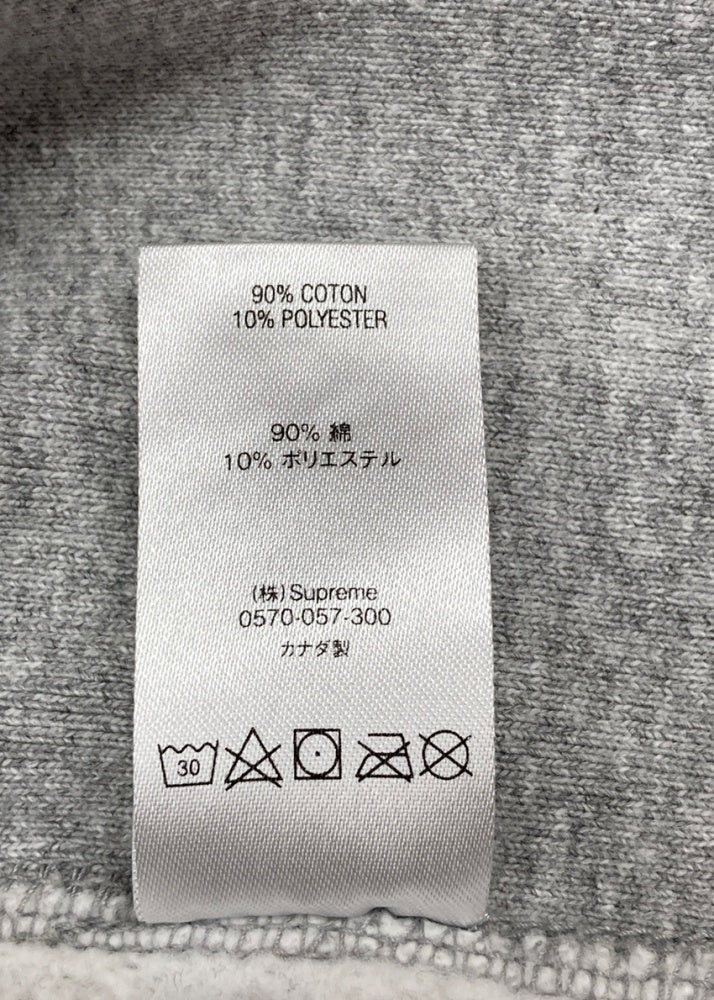 90% COTON
10% POLYESTER
90% 綿
10% ポリエステル
(株)Supreme
0570-057-300
カナダ製
30